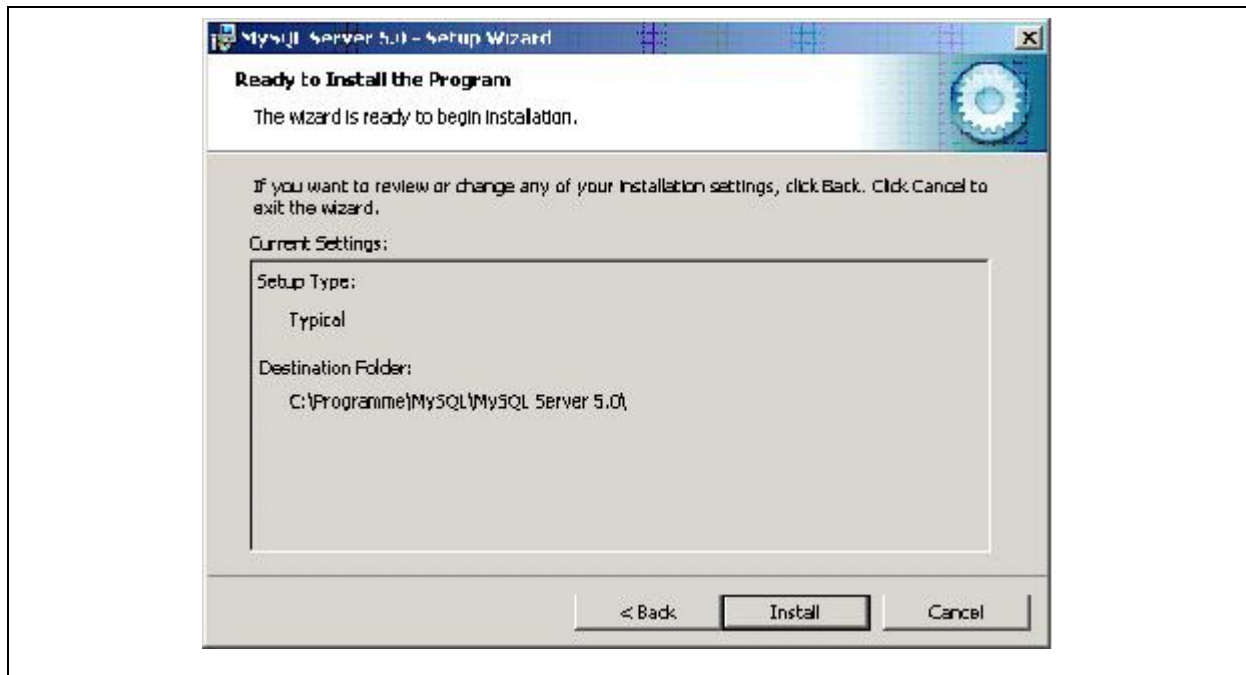 MySQL Server 5.0 - Setup Wizard
Ready to Install the Program
The wizard is ready to begin installation.
If you want to review or change any of your installation settings, click Back. Click Cancel to
exit the wizard.
Current Settings:
Setup Type:
Typical
Destination Folder:
C:\Programme\MySQL\MySQL Server 5.0\
< Back
Install
Cancel